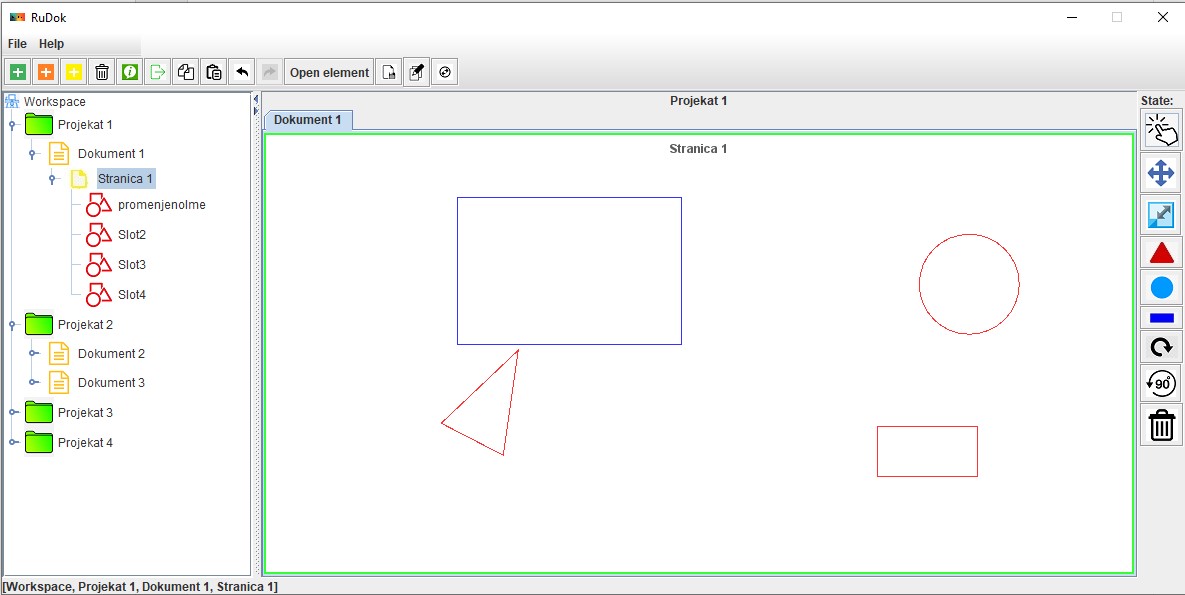 RuDok
File Help
Open element
Workspace
Projekat 1
Dokument 1
Stranica 1
promenjenoIme
Slot2
Slot3
Slot4
Projekat 2
Dokument 2
Dokument 3
Projekat 3
Projekat 4
Projekat 1
Dokument 1
Stranica 1
State:
90°
[Workspace, Projekat 1, Dokument 1, Stranica 1]